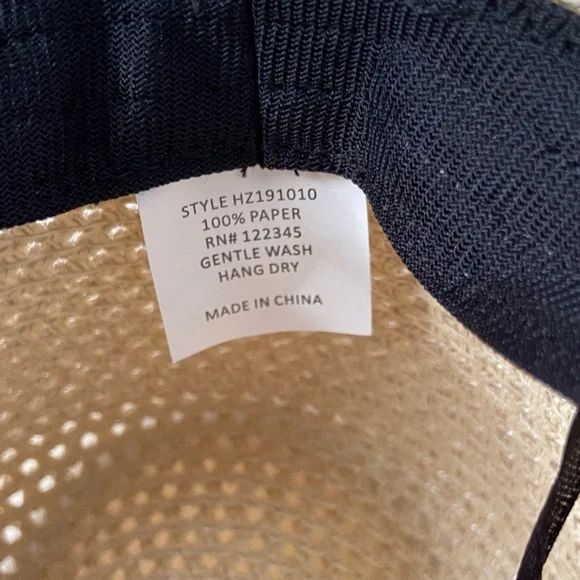 STYLE HZ191010
100% PAPER
RN# 122345
GENTLE WASH
HANG DRY
MADE IN CHINA